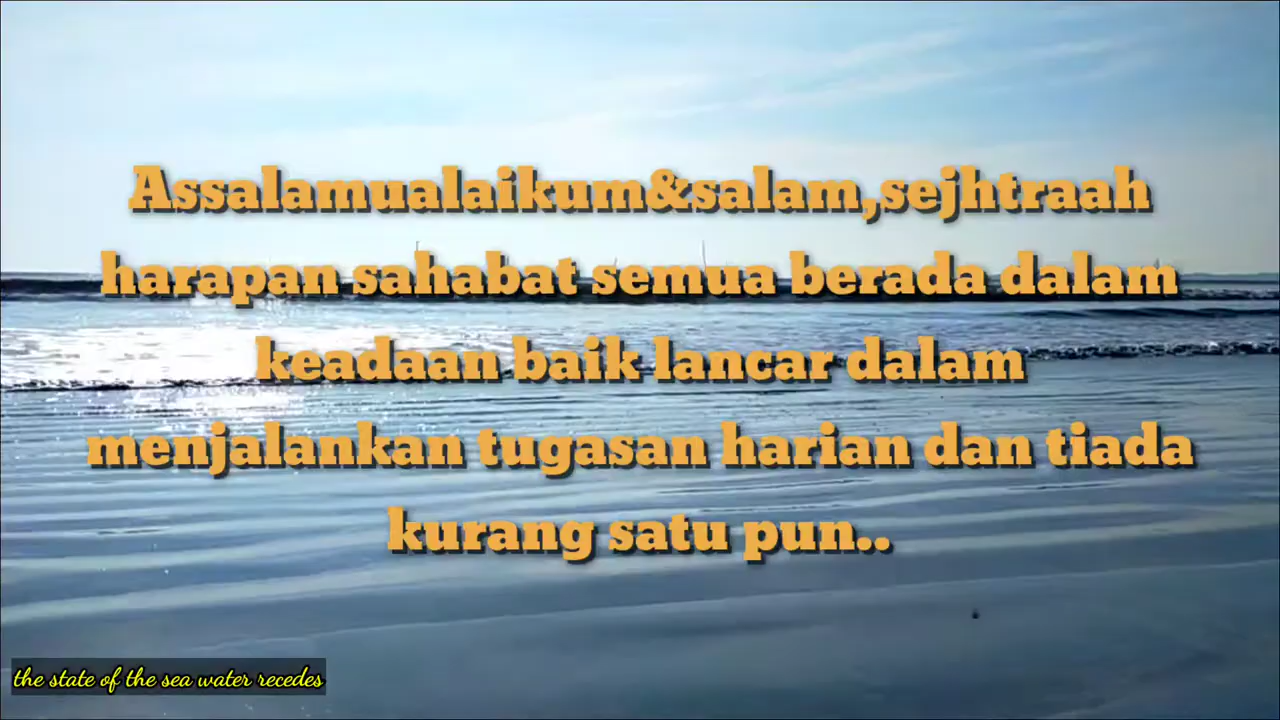 Assalamualaikum&salam,sejhtraah
harapan sahabat semua berada dalam
keadaan baik lancar dalam
menjalankan tugasan harian dan tiada
kurang satu pun..
the state of the sea water recedes